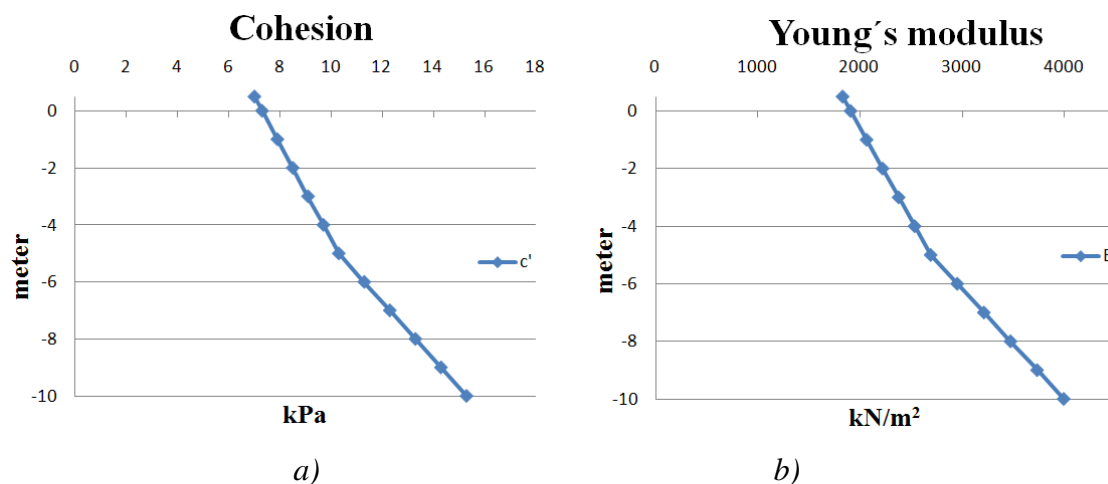 Cohesion
0 2 4 6 8 10 12 14 16 18
0
-2
-4
-6
-8
-10
meter
c'
kPa
a)
Young´s modulus
0 1000 2000 3000 4000
0
-2
-4
-6
-8
-10
meter
E
kN/m²
b)